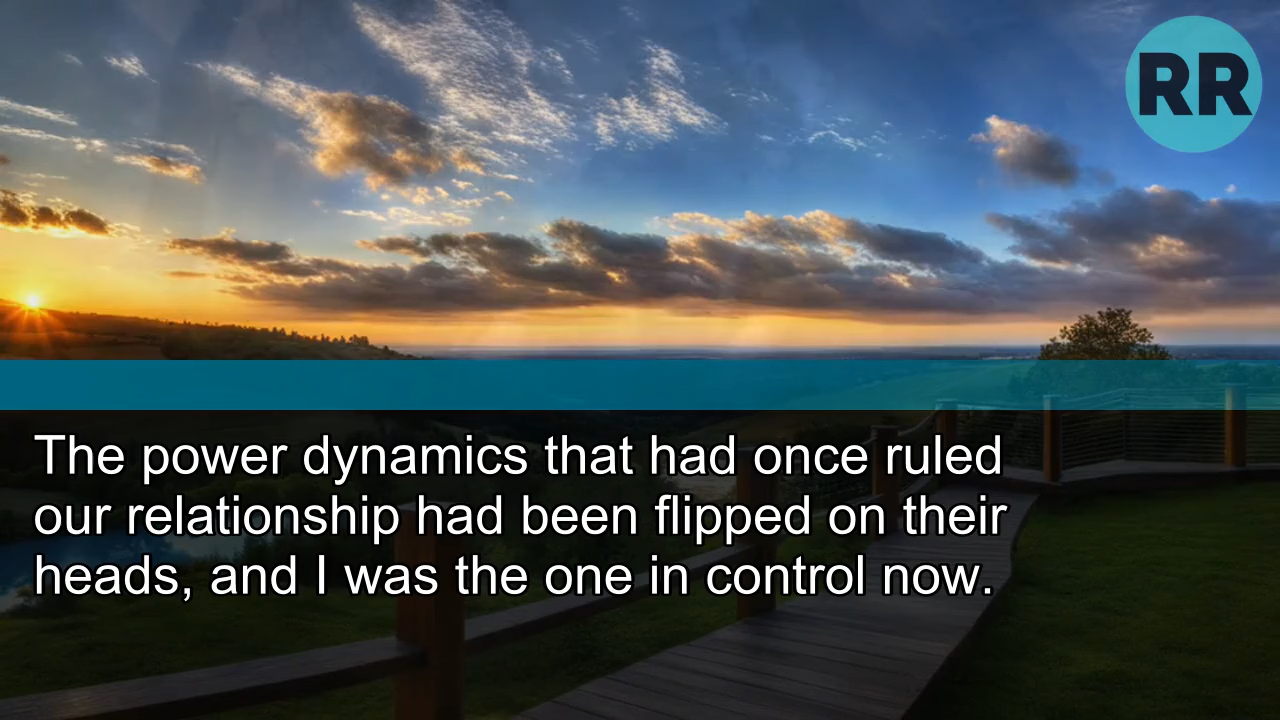 RR
The power dynamics that had once ruled
our relationship had been flipped on their
heads, and I was the one in control now.